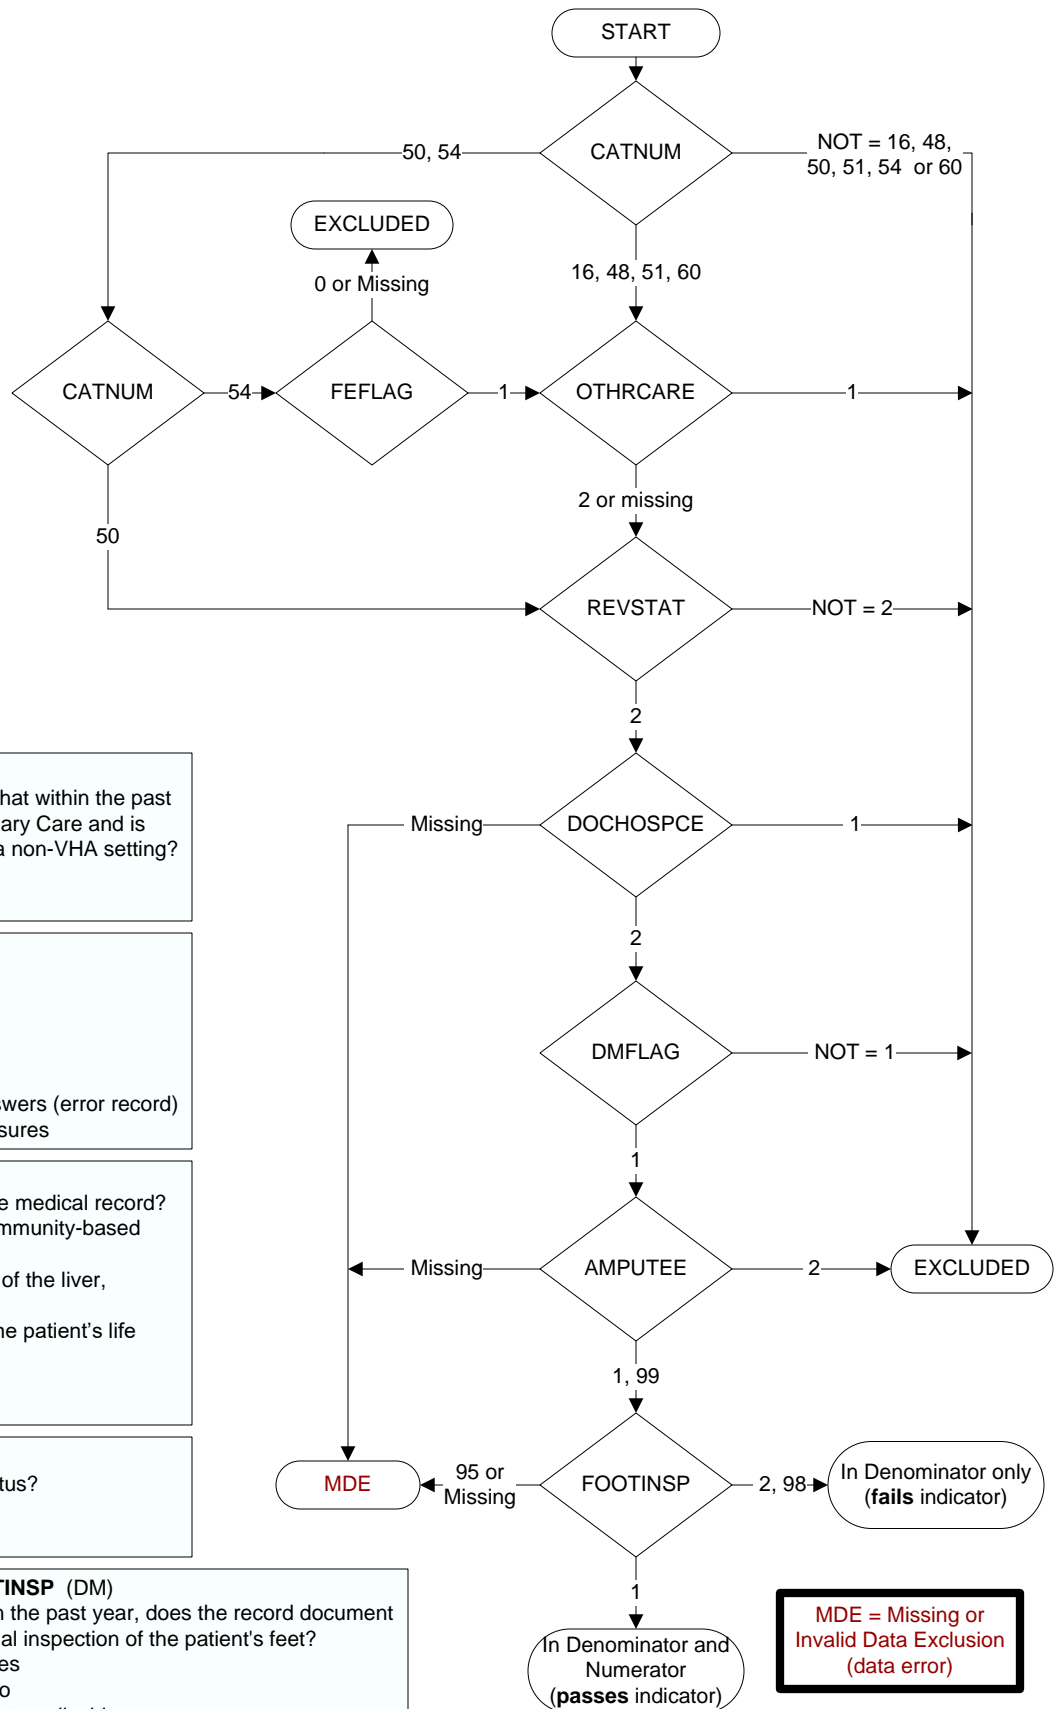 START
CATNUM
50, 54
NOT = 16, 48,
50, 51, 54 or 60
EXCLUDED
0 or Missing
16, 48, 51, 60
CATNUM
54
FEFLAG
1
OTHRCARE
1
2 or missing
50
REVSTAT
NOT = 2
2
hat within the past
ary Care and is
a non-VHA setting?
Missing
DOCHOSPCE
1
2
swers (error record)
sures
DMFLAG
NOT = 1
1
e medical record?
mmunity-based
of the liver,
he patient's life
Missing
AMPUTEE
2
EXCLUDED
1, 99
tus?
MDE
95 or
Missing
FOOTINSP
2, 98
In Denominator only
(fails indicator)
1
TINSP (DM)
n the past year, does the record document
al inspection of the patient's feet?
es
o
In Denominator and
Numerator
(passes indicator)
MDE = Missing or
Invalid Data Exclusion
(data error)